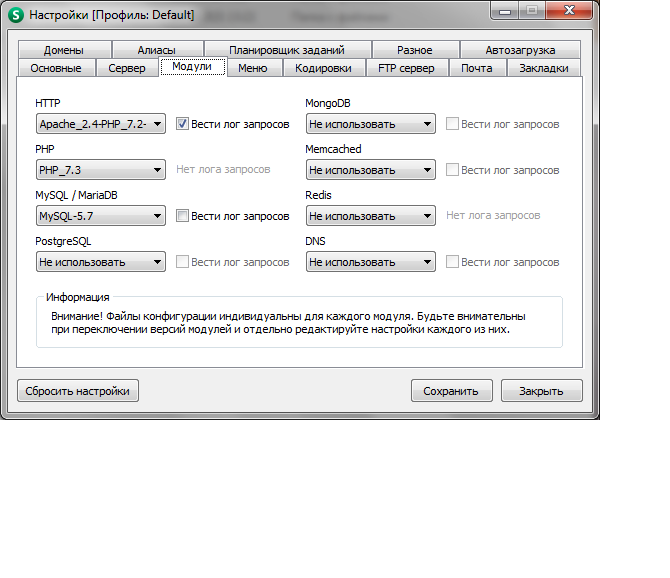 S Настройки [Профиль: Default]
Домены Алиасы Планировщик заданий Разное Автозагрузка
Основные Сервер Модули Меню Кодировки FTP сервер Почта Закладки
HTTP MongoDB
Apache_2.4-PHP_7.2- Вести лог запросов Не использовать Вести лог запросов
PHP Memcached
PHP_7.3 Нет лога запросов Не использовать Вести лог запросов
MySQL / MariaDB Redis
MySQL-5.7 Вести лог запросов Не использовать Нет лога запросов
PostgreSQL DNS
Не использовать Вести лог запросов Не использовать Вести лог запросов
Информация
Внимание! Файлы конфигурации индивидуальны для каждого модуля. Будьте внимательны
при переключении версий модулей и отдельно редактируйте настройки каждого из них.
Сбросить настройки Сохранить Закрыть